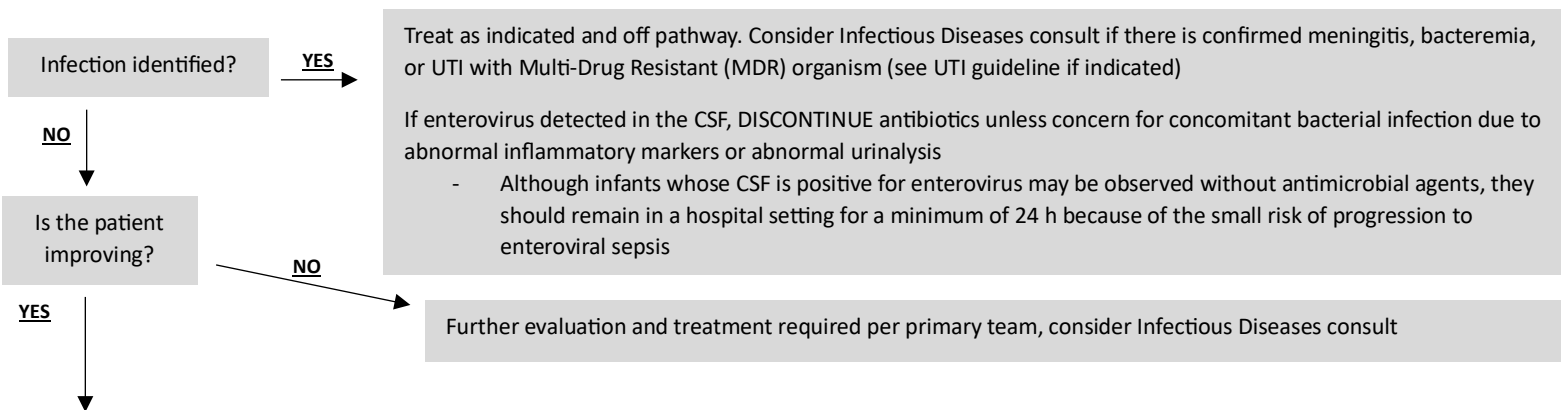 Infection identified?
YES
Treat as indicated and off pathway. Consider Infectious Diseases consult if there is confirmed meningitis, bacteremia,
or UTI with Multi-Drug Resistant (MDR) organism (see UTI guideline if indicated)
If enterovirus detected in the CSF, DISCONTINUE antibiotics unless concern for concomitant bacterial infection due to
abnormal inflammatory markers or abnormal urinalysis
- Although infants whose CSF is positive for enterovirus may be observed without antimicrobial agents, they
should remain in a hospital setting for a minimum of 24 h because of the small risk of progression to
enteroviral sepsis
NO
Is the patient
improving?
NO
Further evaluation and treatment required per primary team, consider Infectious Diseases consult
YES